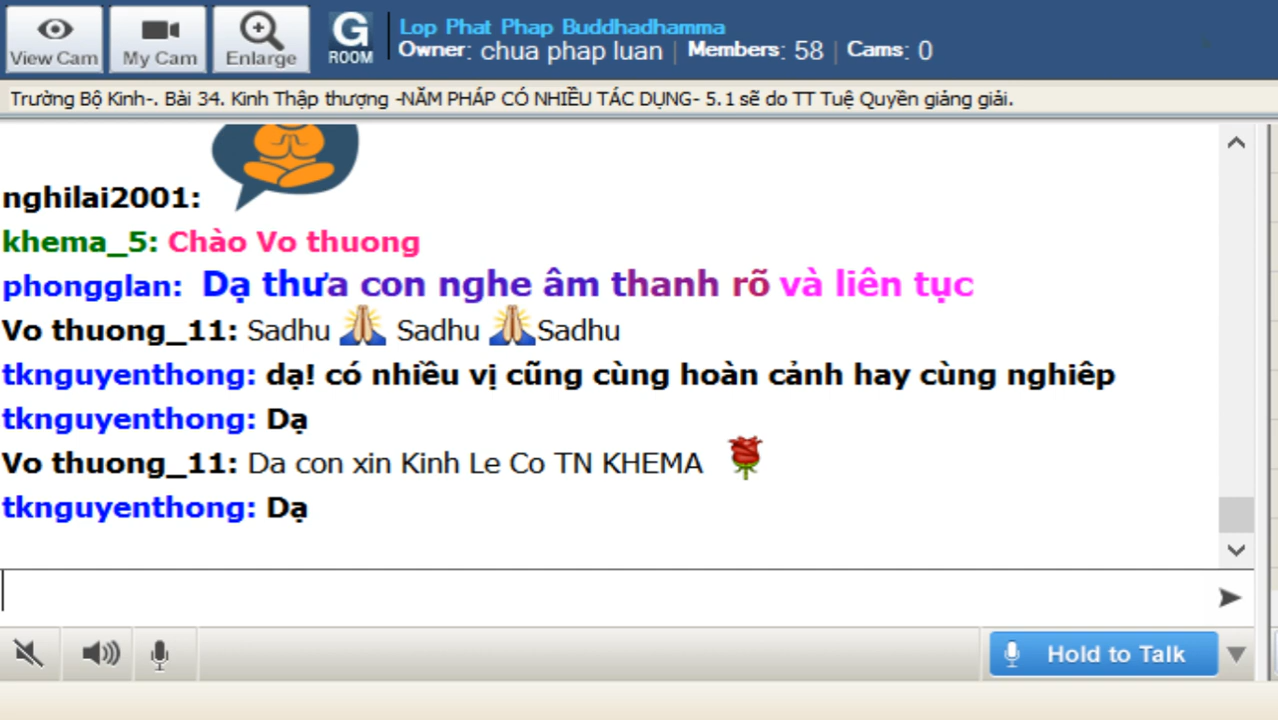 View Cam
My Cam
Enlarge
G
ROOM
Lop Phat Phap Buddhadhamma
Owner: chua phap luan | Members: 58 | Cams: 0
Trường Bộ Kinh-. Bài 34. Kinh Thập thượng -NĂM PHÁP CÓ NHIỀU TÁC DỤNG- 5.1 sẽ do TT Tuệ Quyền giảng giải.
nghilai2001:
khema_5: Chào Vo thuong
phongglan: Dạ thưa con nghe âm thanh rõ và liên tục
Vo thuong_11: Sadhu 🙏 Sadhu 🙏Sadhu
tknguyenthong: dạ! có nhiều vị cũng cùng hoàn cảnh hay cùng nghiêp
tknguyenthong: Dạ
Vo thuong_11: Da con xin Kinh Le Co TN KHEMA 🌹
tknguyenthong: Dạ
Hold to Talk